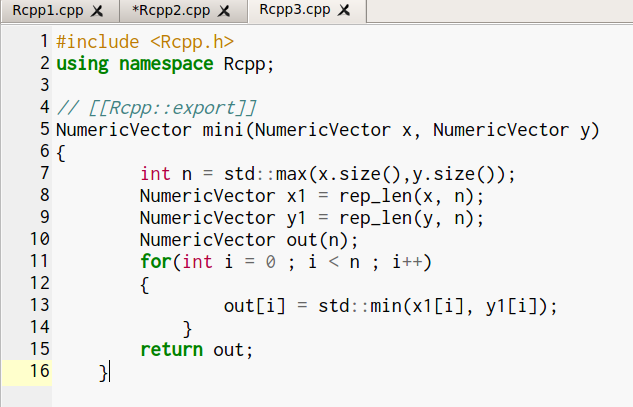 Rcpp1.cpp *Rcpp2.cpp Rcpp3.cpp
1 #include <Rcpp.h>
2 using namespace Rcpp;
3
4 // [[Rcpp::export]]
5 NumericVector mini(NumericVector x, NumericVector y)
6 {
7 int n = std::max(x.size(),y.size());
8 NumericVector x1 = rep_len(x, n);
9 NumericVector y1 = rep_len(y, n);
10 NumericVector out(n);
11 for(int i = 0 ; i < n ; i++)
12 {
13 out[i] = std::min(x1[i], y1[i]);
14 }
15 return out;
16 }